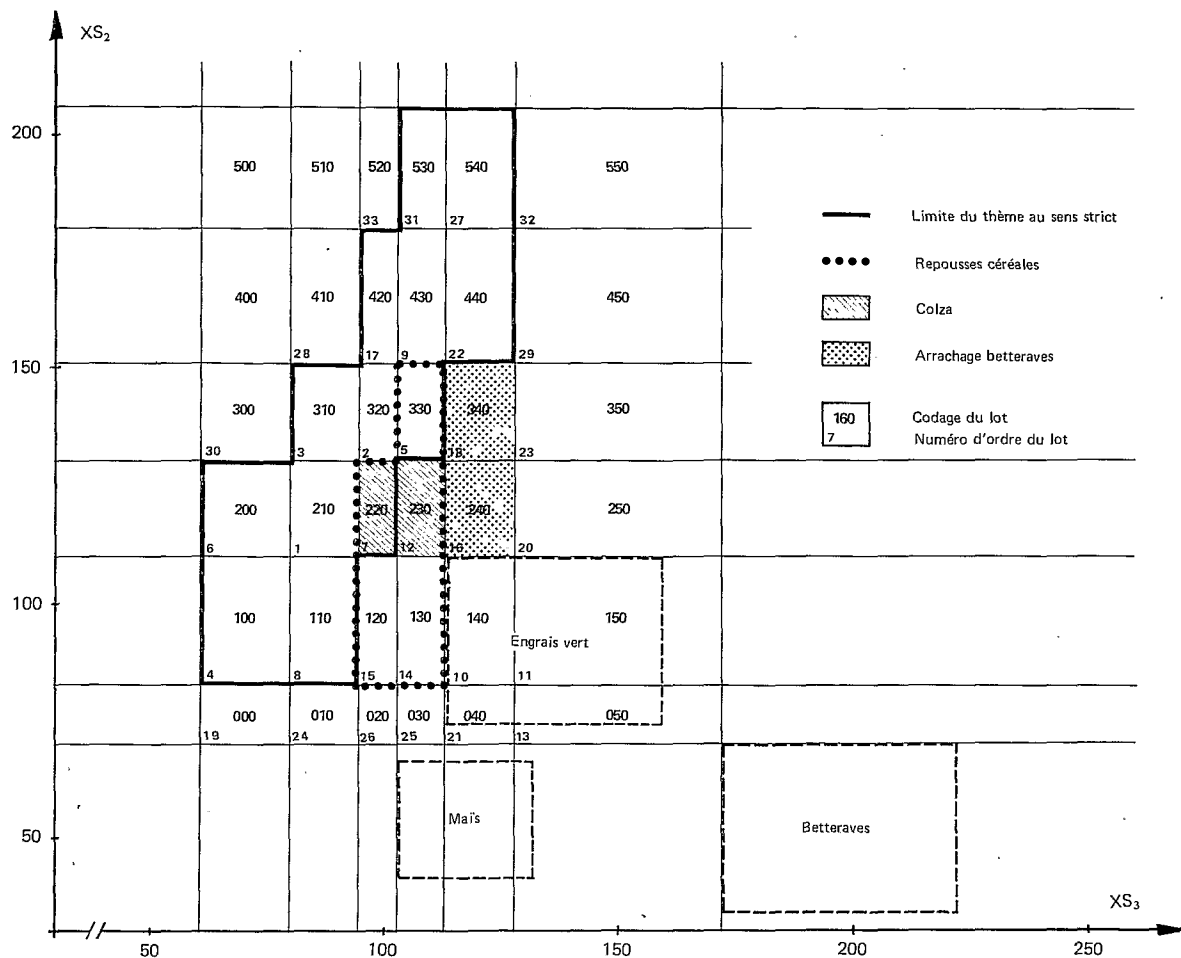 XS₂
200
500 510 520 530 540 550
33 31 27 32
Limite du thème au sens strict
Repousses céréales
400 410 420 430 440 450
Colza
150
28 17 9 22 29
Arrachage betteraves
300 310 320 330 340 350
160 Codage du lot
7 Numéro d'ordre du lot
30 3 2 5 18 23
200 210 220 230 240 250
6 1 7 12 16 20
100
100 110 120 130 140 150
Engrais vert
4 8 15 14 10 11
000 010 020 030 040 050
19 24 26 25 21 13
Maïs
Betteraves
50
XS₃
50 100 150 200 250